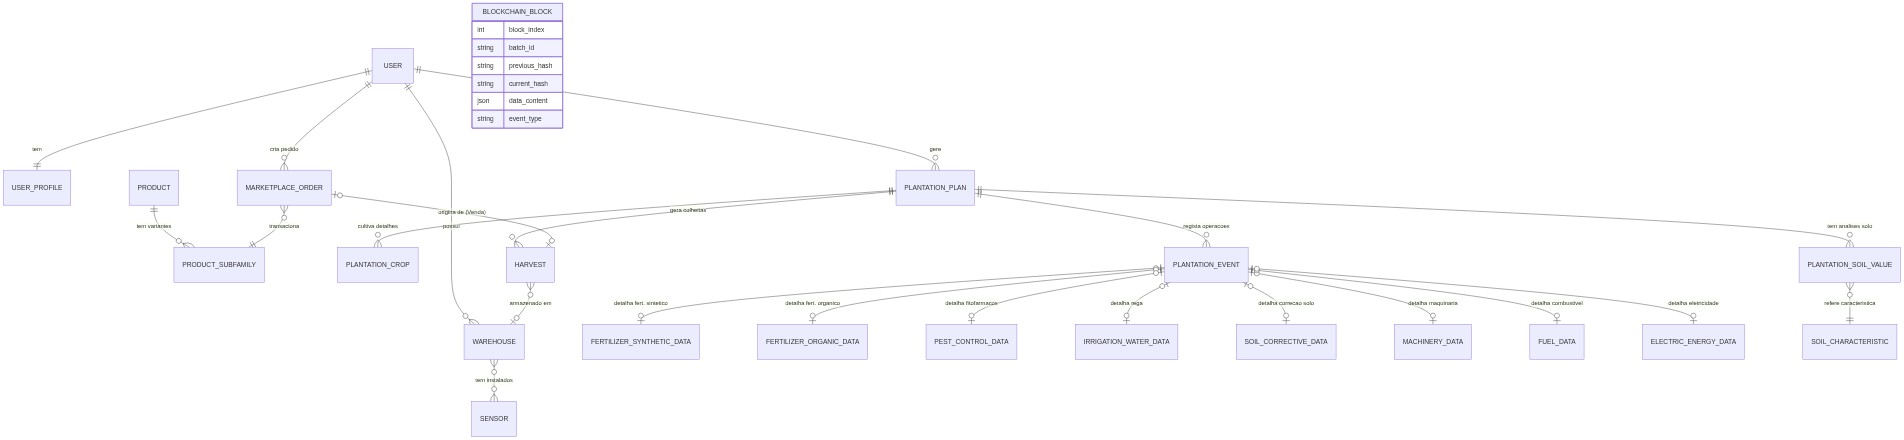 BLOCKCHAIN_BLOCK
int block_index
string batch_id
string previous_hash
string current_hash
json data_content
string event_type
USER
tem
cria pedido
gere
USER_PROFILE
PRODUCT
MARKETPLACE_ORDER
PLANTATION_PLAN
origina de (Venda)
gera colheitas
tem variantes
transaciona
possui
cultiva detalhes
regista operacoes
tem analises solo
PRODUCT_SUBFAMILY
PLANTATION_CROP
HARVEST
PLANTATION_EVENT
PLANTATION_SOIL_VALUE
armazenado em
detalha fert. sintetico
detalha fert. organico
detalha fitofarmacos
detalha rega
detalha correcao solo
detalha maquinaria
detalha combustivel
detalha eletricidade
refere caracteristica
WAREHOUSE
FERTILIZER_SYNTHETIC_DATA
FERTILIZER_ORGANIC_DATA
PEST_CONTROL_DATA
IRRIGATION_WATER_DATA
SOIL_CORRECTIVE_DATA
MACHINERY_DATA
FUEL_DATA
ELECTRIC_ENERGY_DATA
SOIL_CHARACTERISTIC
tem instalados
SENSOR